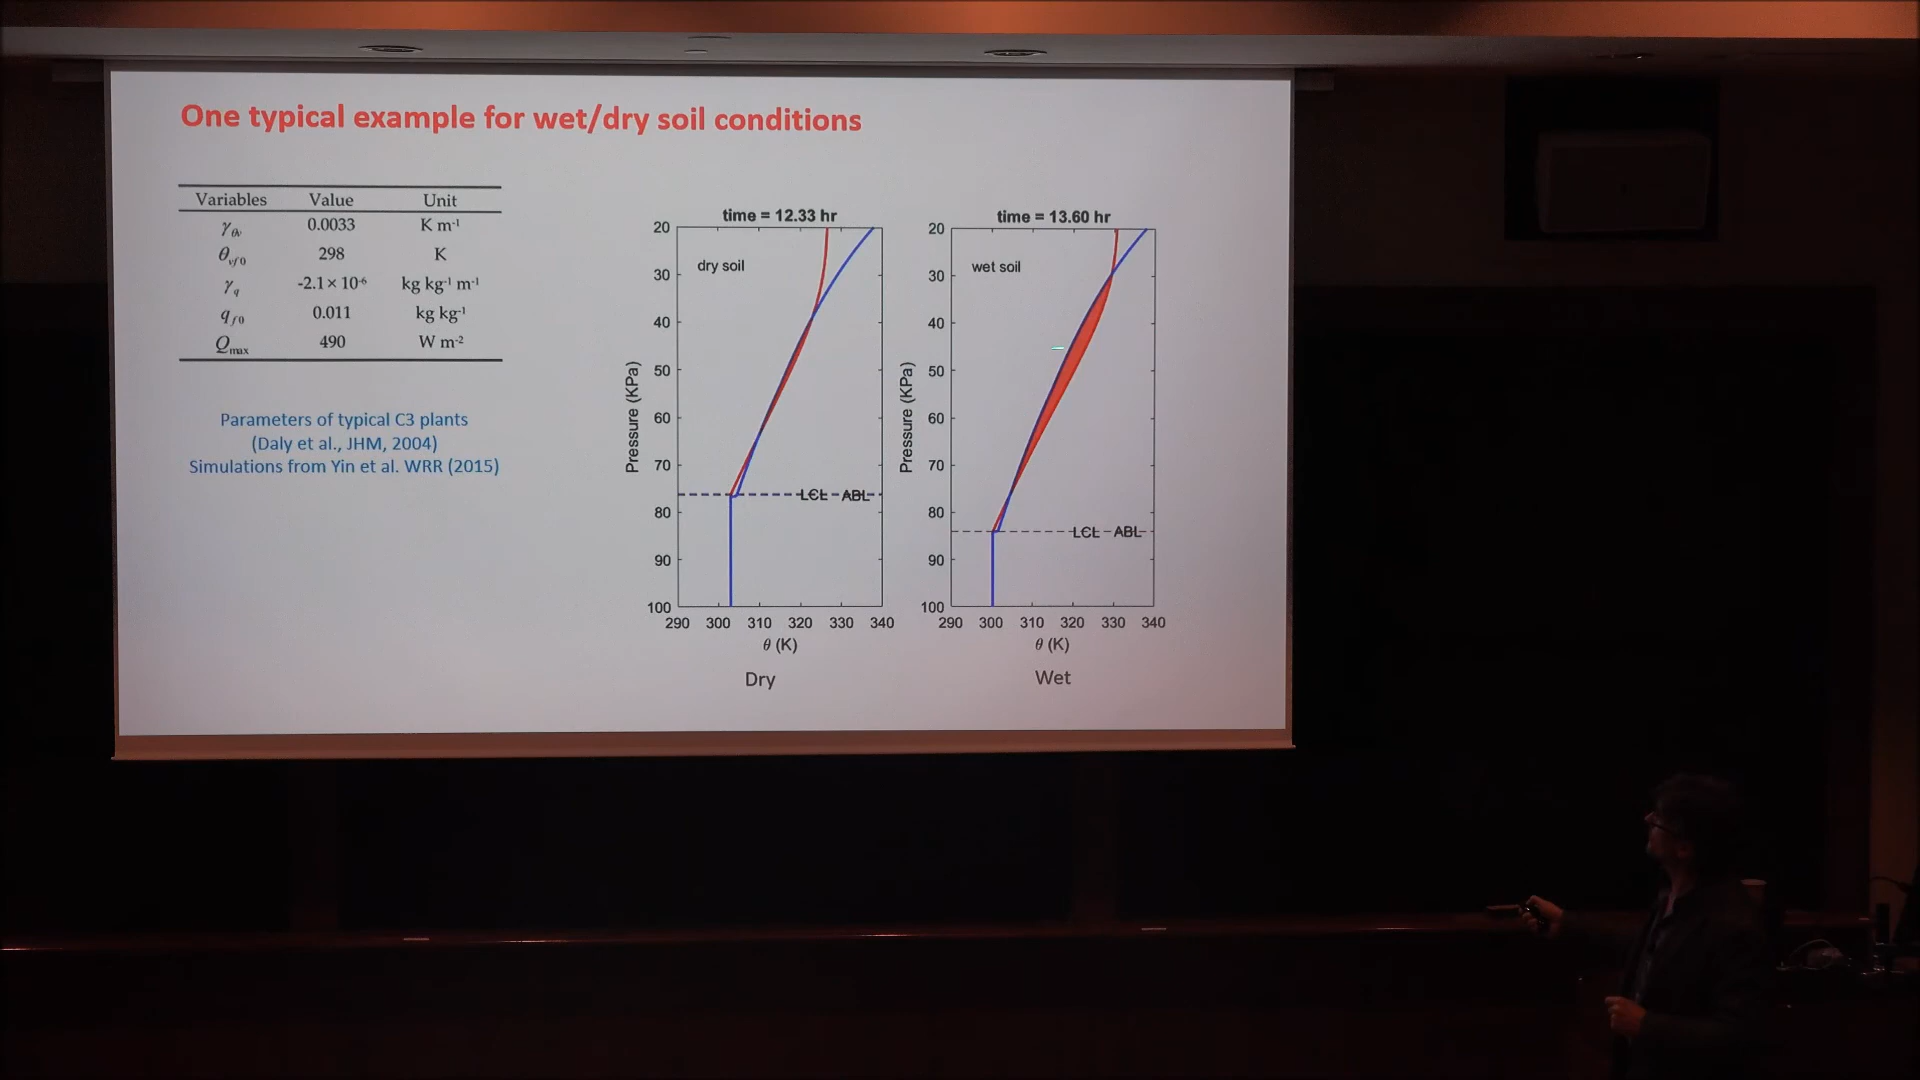 One typical example for wet/dry soil conditions
Variables Value Unit
γθv 0.0033 K m⁻¹
θvf0 298 K
γq -2.1 × 10⁻⁶ kg kg⁻¹ m⁻¹
qf0 0.011 kg kg⁻¹
Qmax 490 W m⁻²
Parameters of typical C3 plants
(Daly et al., JHM, 2004)
Simulations from Yin et al. WRR (2015)
time = 12.33 hr
dry soil
20
30
40
50
60
70
80
90
100
Pressure (KPa)
LCL ABL
290 300 310 320 330 340
θ (K)
Dry
time = 13.60 hr
wet soil
20
30
40
50
60
70
80
90
100
Pressure (KPa)
LCL ABL
290 300 310 320 330 340
θ (K)
Wet